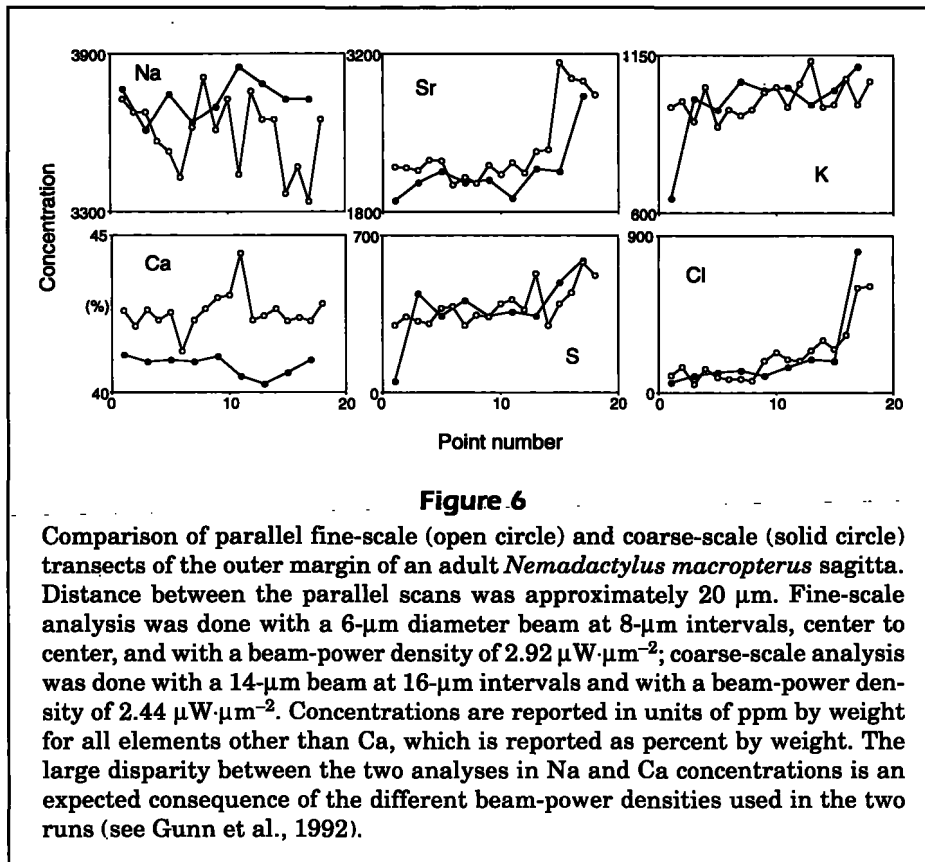 3900
Na
3300
3200
Sr
1800
1150
K
600
Concentration
45
Ca
(%)
40
0
10
20
700
S
0
0
10
20
900
Cl
0
0
10
20
Point number
Figure 6
Comparison of parallel fine-scale (open circle) and coarse-scale (solid circle)
transects of the outer margin of an adult Nemadactylus macropterus sagitta.
Distance between the parallel scans was approximately 20 µm. Fine-scale
analysis was done with a 6-µm diameter beam at 8-µm intervals, center to
center, and with a beam-power density of 2.92 µW·µm⁻²; coarse-scale analysis
was done with a 14-µm beam at 16-µm intervals and with a beam-power den-
sity of 2.44 µW·µm⁻². Concentrations are reported in units of ppm by weight
for all elements other than Ca, which is reported as percent by weight. The
large disparity between the two analyses in Na and Ca concentrations is an
expected consequence of the different beam-power densities used in the two
runs (see Gunn et al., 1992).